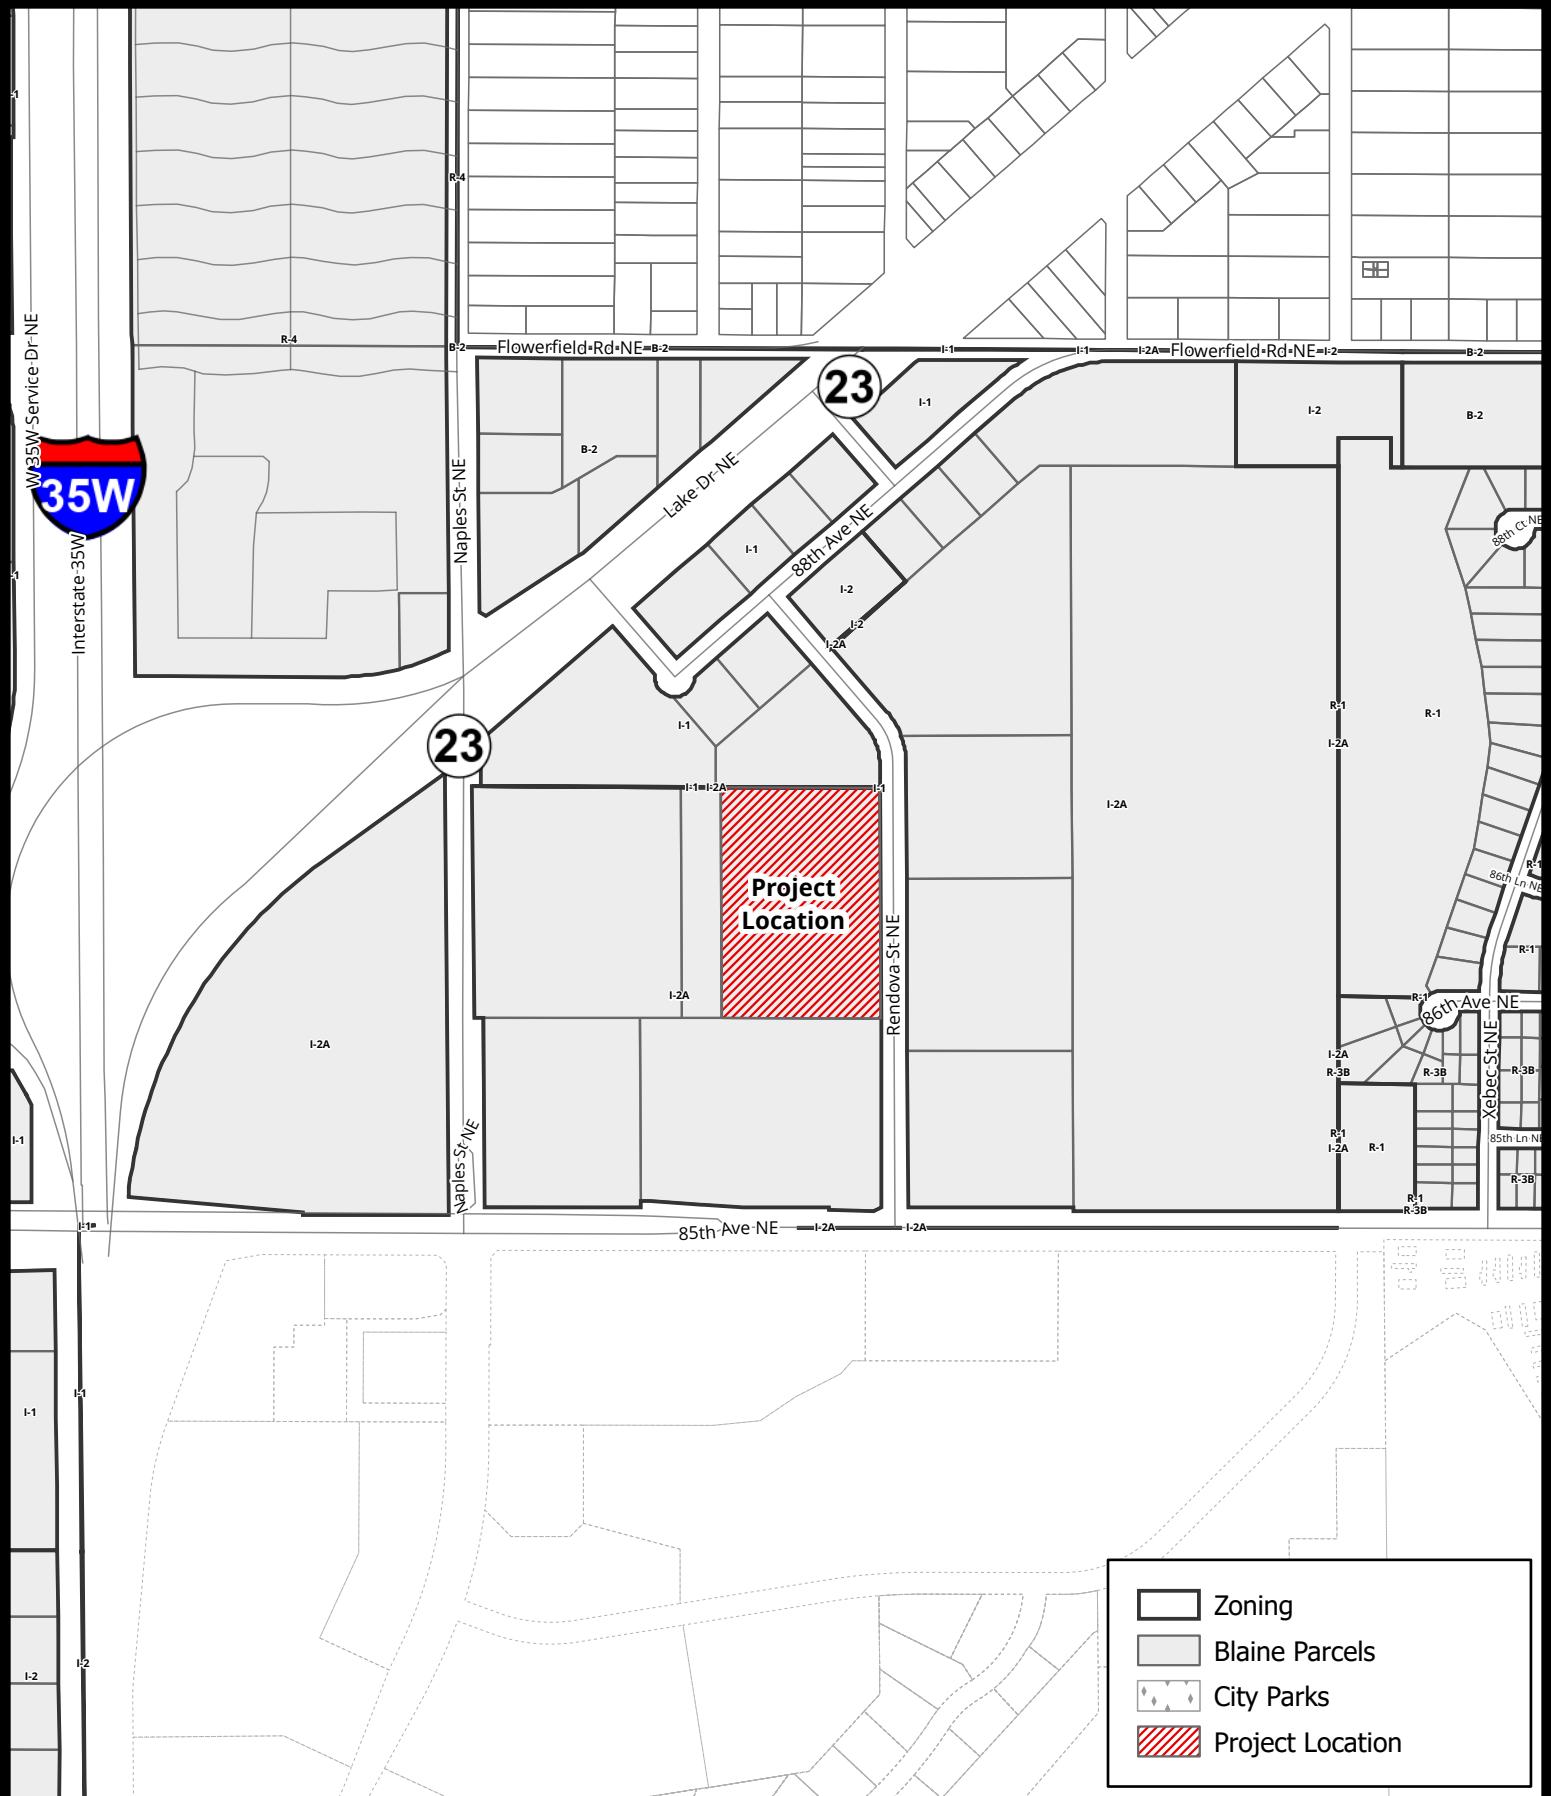 -1
R-4
R-4
B-2
Flowerfield Rd NE
B-2
I-1
I-1
I-2A
Flowerfield Rd NE
I-2
B-2
W 35W Service Dr NE
23
I-1
I-2
B-2
B-2
35W
Naples St NE
Lake Dr NE
88th Ave NE
88th Ct NE
I-1
-1
Interstate 35W
I-2
I-2
I-2A
R-1
R-1
I-1
23
I-2A
I-1
I-2A
I-1
I-2A
Project
Location
R-1
86th Ln NE
Rendova St NE
R-1
I-2A
R-1
86th Ave NE
I-2A
I-2A
R-3B
R-3B
R-3B
Xebec St NE
I-1
Naples St NE
R-1
I-2A
R-1
85th Ln NE
R-3B
R-1
R-3B
I-1
85th Ave NE
I-2A
I-2A
I-1
I-1
I-2
I-2
Zoning
Blaine Parcels
City Parks
Project Location